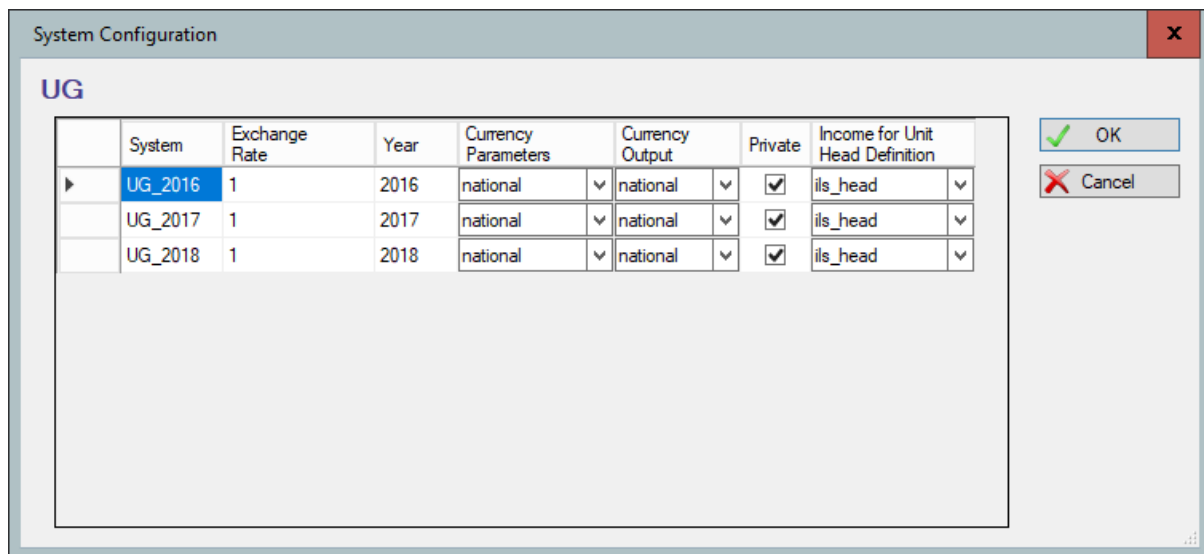 System Configuration
x
UG
System Exchange Rate Year Currency Parameters Currency Output Private Income for Unit Head Definition
UG_2016 1 2016 national national ils_head
UG_2017 1 2017 national national ils_head
UG_2018 1 2018 national national ils_head
OK
Cancel